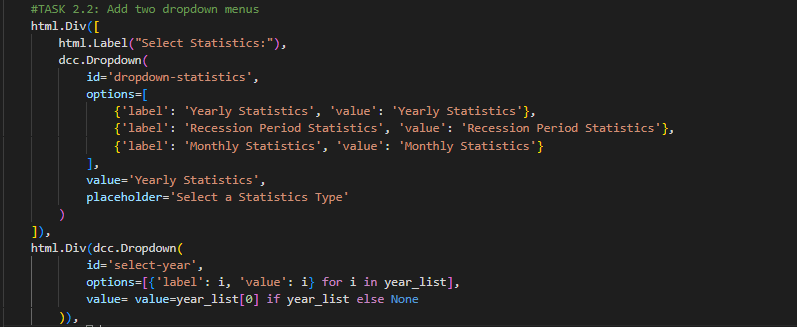 #TASK 2.2: Add two dropdown menus
html.Div([
    html.Label("Select Statistics:"),
    dcc.Dropdown(
        id='dropdown-statistics',
        options=[
            {'label': 'Yearly Statistics', 'value': 'Yearly Statistics'},
            {'label': 'Recession Period Statistics', 'value': 'Recession Period Statistics'},
            {'label': 'Monthly Statistics', 'value': 'Monthly Statistics'}
        ],
        value='Yearly Statistics',
        placeholder='Select a Statistics Type'
    )
]),
html.Div(dcc.Dropdown(
        id='select-year',
        options=[{'label': i, 'value': i} for i in year_list],
        value= value=year_list[0] if year_list else None
    )),